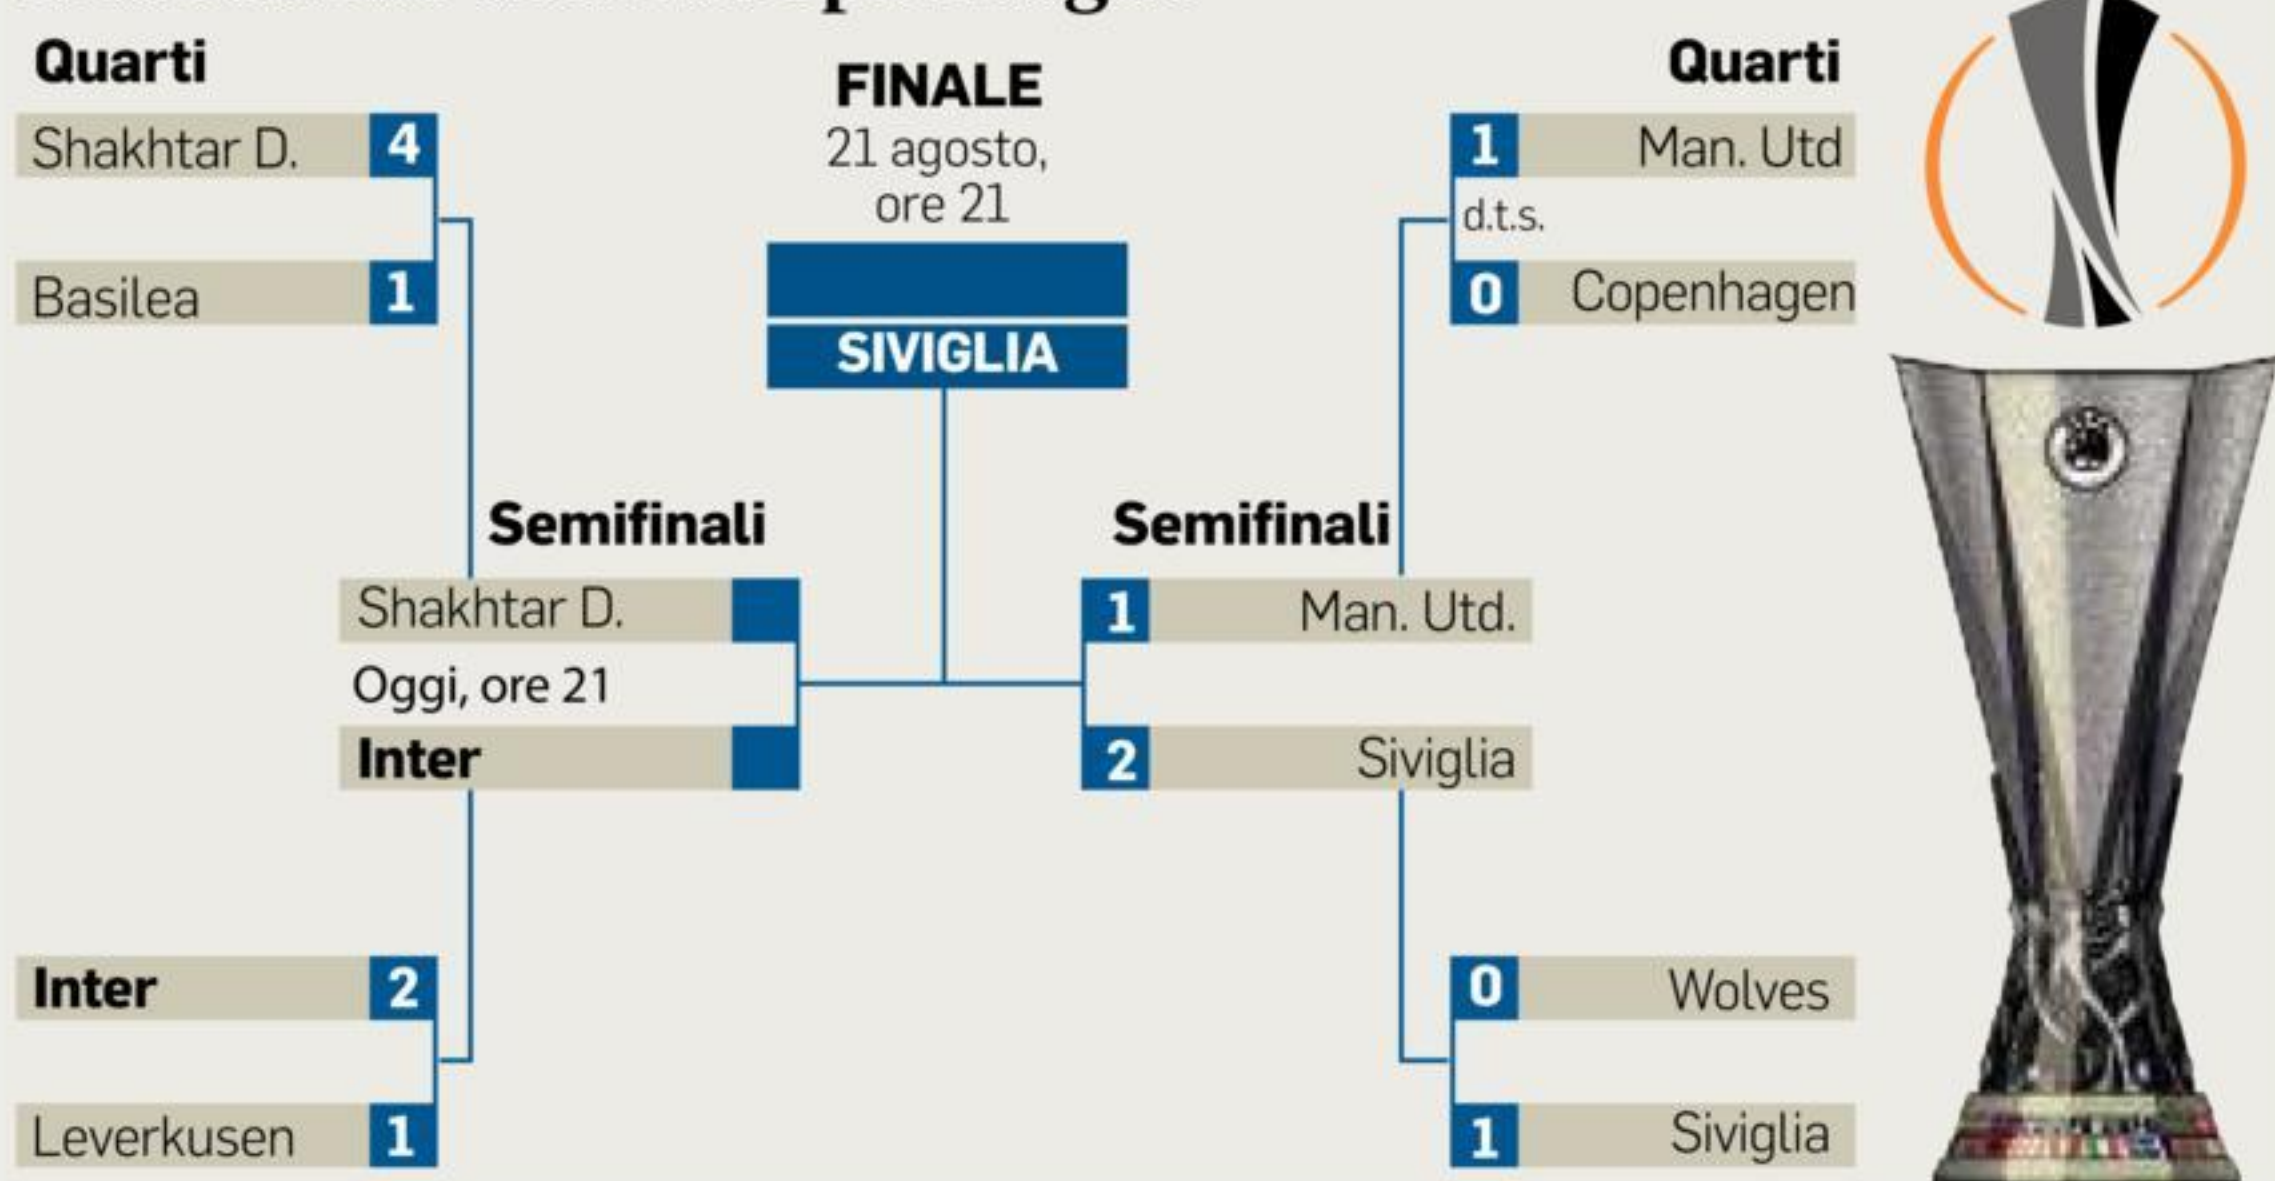 Quarti
Shakhtar D. 4
Basilea 1
FINALE
21 agosto,
ore 21
SIVIGLIA
Quarti
1 Man. Utd
d.t.s.
0 Copenhagen
Semifinali
Shakhtar D.
Oggi, ore 21
Inter
Semifinali
1 Man. Utd.
2 Siviglia
Inter 2
Leverkusen 1
0 Wolves
1 Siviglia